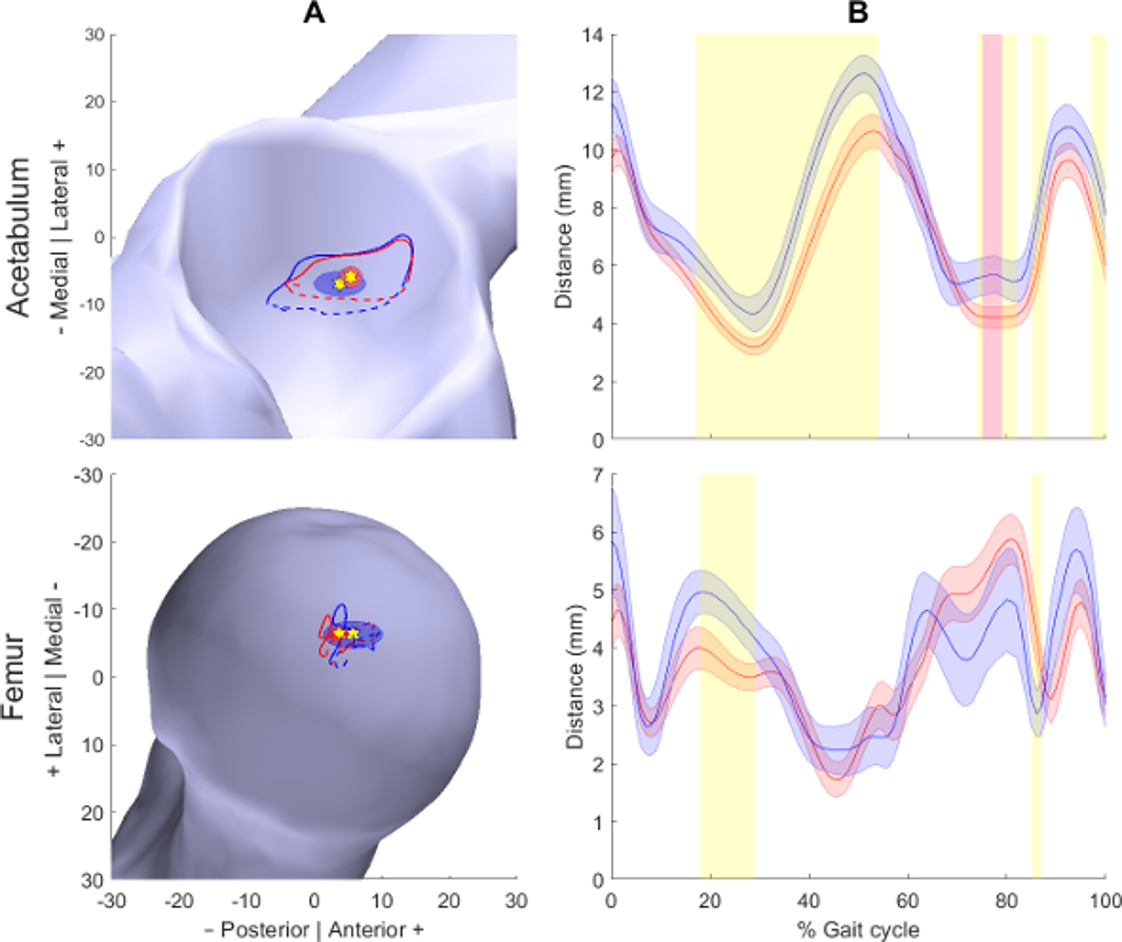 A
B
Acetabulum
- Medial | Lateral +
30
20
10
0
-10
-20
-30
Distance (mm)
14
12
10
8
6
4
2
0
Femur
+ Lateral | Medial -
-30
-20
-10
0
10
20
30
-30 -20 -10 0 10 20 30
− Posterior | Anterior +
Distance (mm)
7
6
5
4
3
2
1
0
0 20 40 60 80 100
% Gait cycle